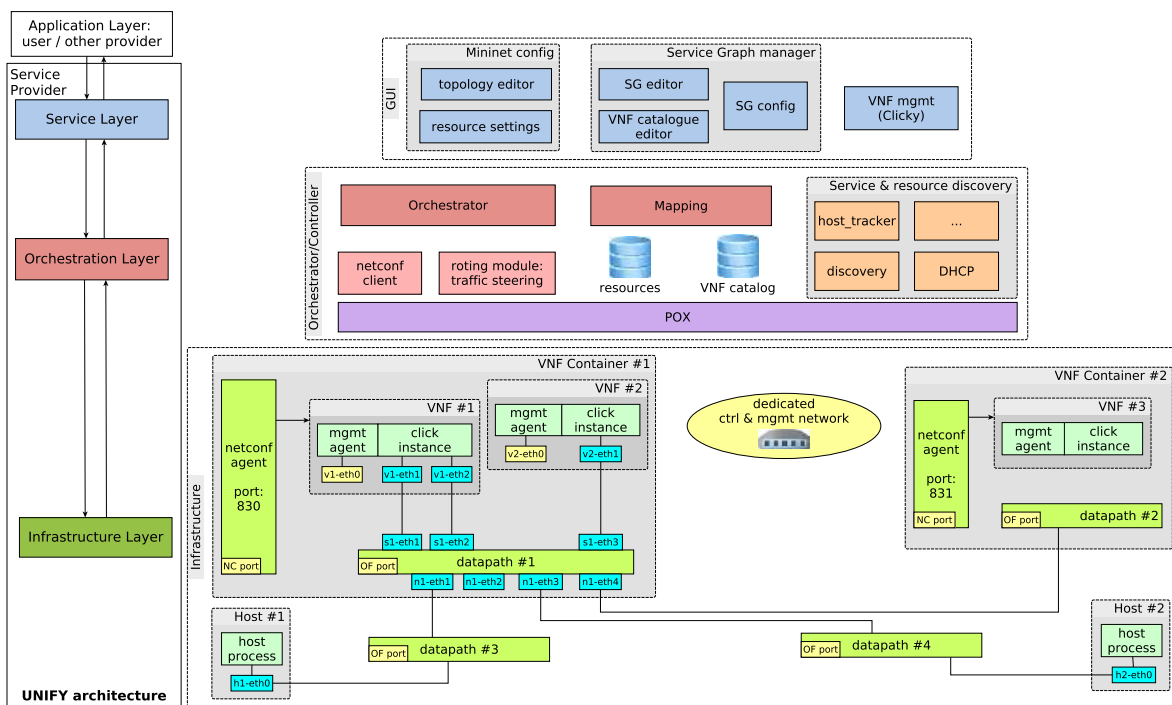 Application Layer:
user / other provider
Service
Provider
Service Layer
Orchestration Layer
Infrastructure Layer
UNIFY architecture
GUI
Mininet config
topology editor
resource settings
Service Graph manager
SG editor
VNF catalogue
editor
SG config
VNF mgmt
(Clicky)
Orchestrator/Controller
Orchestrator
Mapping
netconf
client
roting module:
traffic steering
resources
VNF catalog
Service & resource discovery
host_tracker
...
discovery
DHCP
POX
Infrastructure
VNF Container #1
netconf
agent
port:
830
NC port
VNF #1
mgmt
agent
click
instance
v1-eth0
v1-eth1
v1-eth2
VNF #2
mgmt
agent
click
instance
v2-eth0
v2-eth1
s1-eth1
s1-eth2
s1-eth3
OF port
datapath #1
n1-eth1
n1-eth2
n1-eth3
n1-eth4
dedicated
ctrl & mgmt network
VNF Container #2
netconf
agent
port:
831
NC port
VNF #3
mgmt
agent
click
instance
OF port
datapath #2
Host #1
host
process
h1-eth0
OF port
datapath #3
OF port
datapath #4
Host #2
host
process
h2-eth0